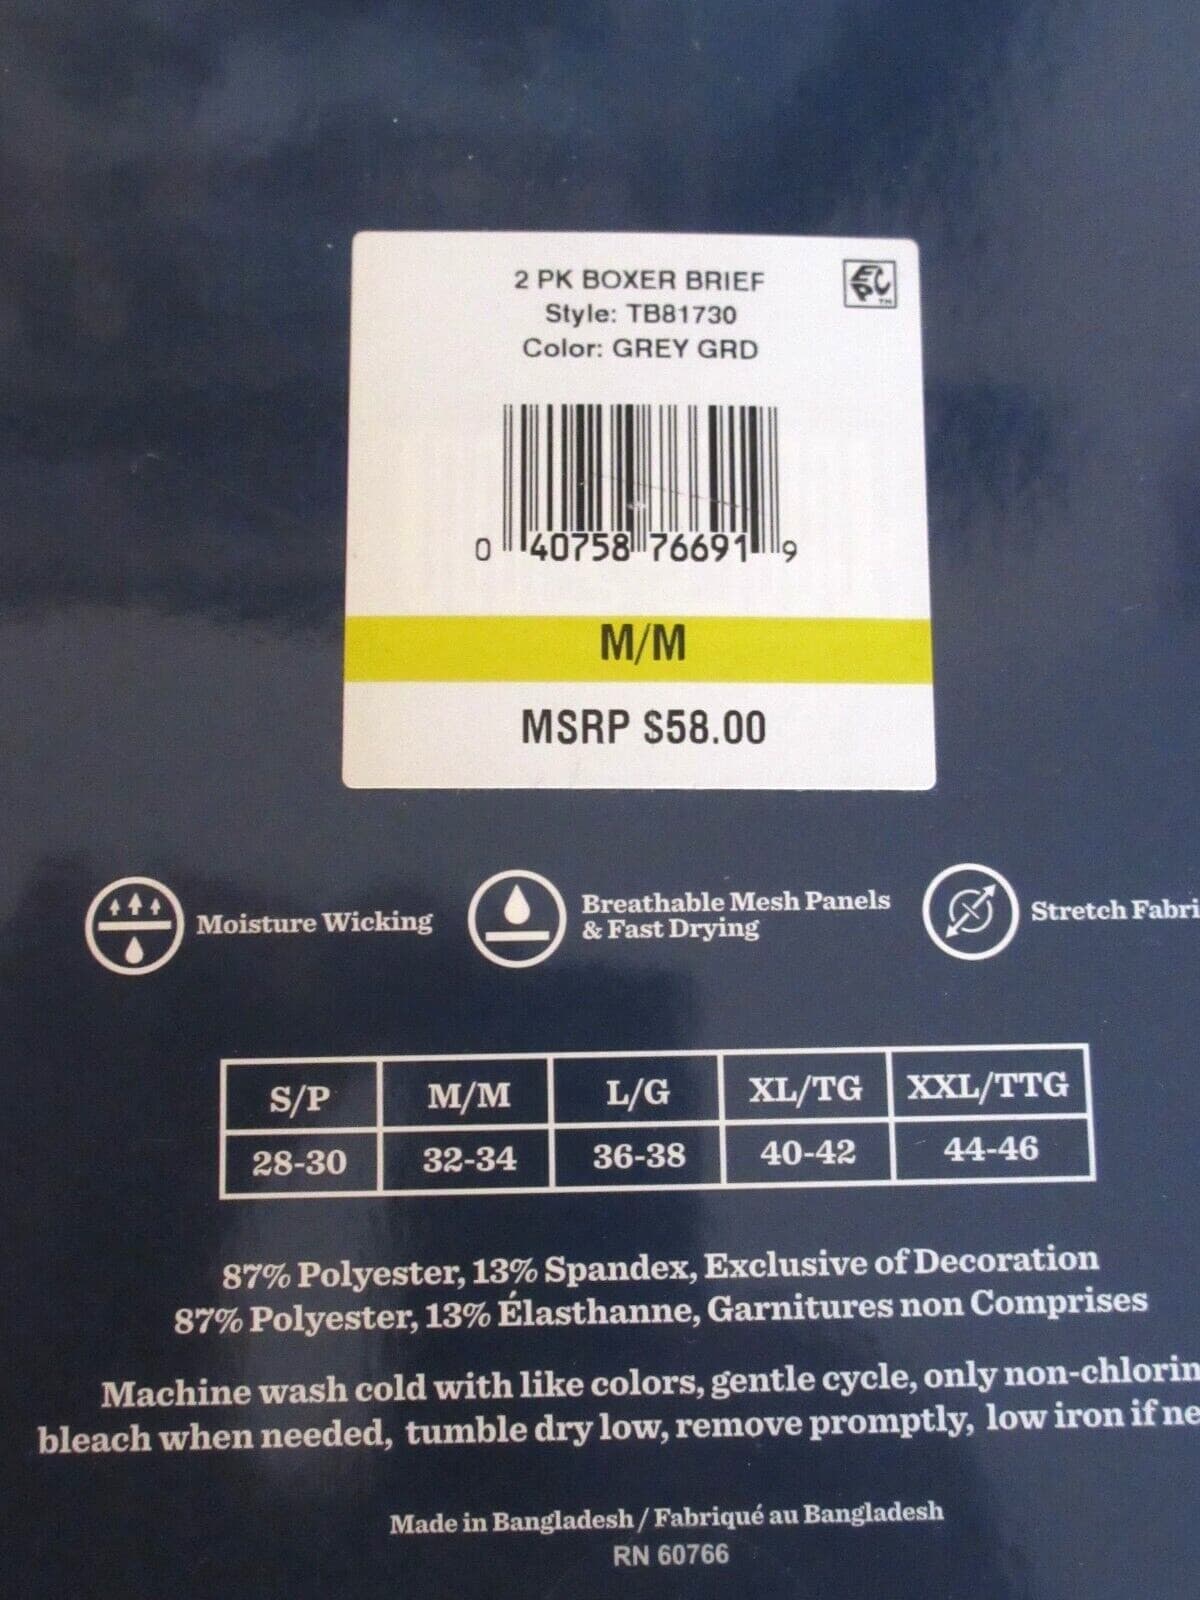 2 PK BOXER BRIEF
EPC TM
Style: TB81730
Color: GREY GRD
0 40758 76691 9
M/M
MSRP $58.00
Moisture Wicking
Breathable Mesh Panels
& Fast Drying
Stretch Fabri
S/P M/M L/G XL/TG XXL/TTG
28-30 32-34 36-38 40-42 44-46
87% Polyester, 13% Spandex, Exclusive of Decoration
87% Polyester, 13% Élasthanne, Garnitures non Comprises
Machine wash cold with like colors, gentle cycle, only non-chlorin
bleach when needed, tumble dry low, remove promptly, low iron if ne
Made in Bangladesh / Fabriqué au Bangladesh
RN 60766